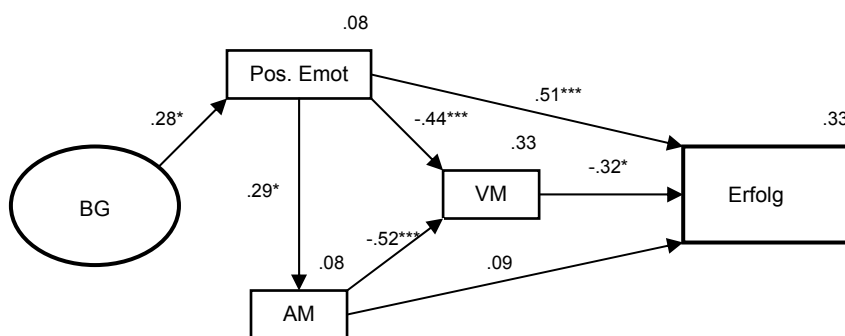 .08
Pos. Emot
.28*
.51***
-.44***
.33
.33
BG
.29*
VM
-.32*
Erfolg
-.52***
.08
.09
AM